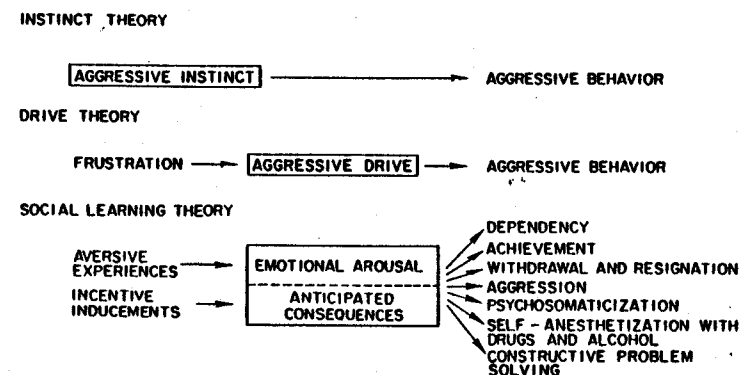 INSTINCT THEORY
AGGRESSIVE INSTINCT AGGRESSIVE BEHAVIOR
DRIVE THEORY
FRUSTRATION AGGRESSIVE DRIVE AGGRESSIVE BEHAVIOR
SOCIAL LEARNING THEORY
AVERSIVE
EXPERIENCES
INCENTIVE
INDUCEMENTS
EMOTIONAL AROUSAL
ANTICIPATED
CONSEQUENCES
DEPENDENCY
ACHIEVEMENT
WITHDRAWAL AND RESIGNATION
AGGRESSION
PSYCHOSOMATICIZATION
SELF-ANESTHETIZATION WITH
DRUGS AND ALCOHOL
CONSTRUCTIVE PROBLEM
SOLVING